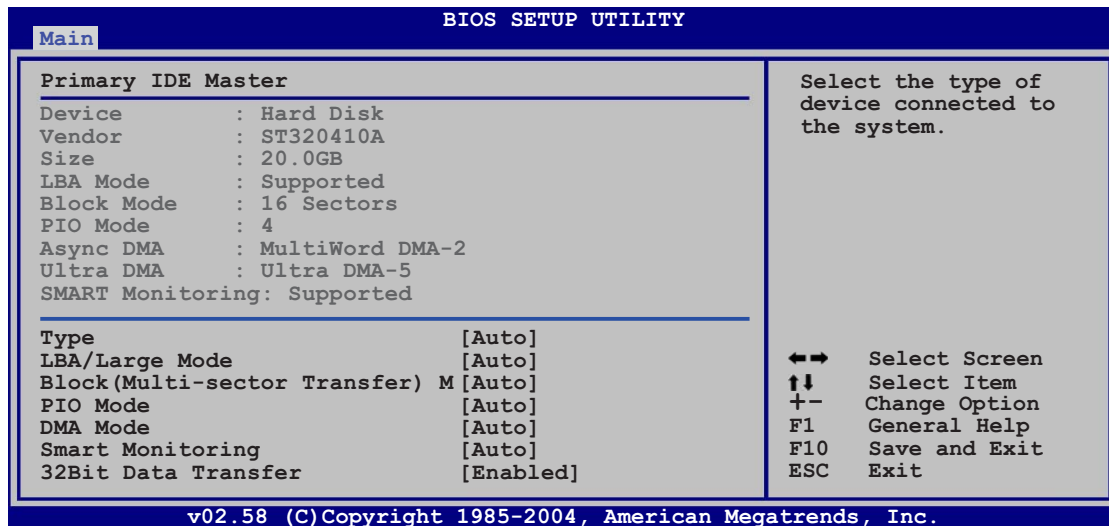 BIOS SETUP UTILITY
Main
Primary IDE Master
Device : Hard Disk
Vendor : ST320410A
Size : 20.0GB
LBA Mode : Supported
Block Mode : 16 Sectors
PIO Mode : 4
Async DMA : MultiWord DMA-2
Ultra DMA : Ultra DMA-5
SMART Monitoring: Supported
Type [Auto]
LBA/Large Mode [Auto]
Block(Multi-sector Transfer) M[Auto]
PIO Mode [Auto]
DMA Mode [Auto]
Smart Monitoring [Auto]
32Bit Data Transfer [Enabled]
Select the type of
device connected to
the system.
←→ Select Screen
↑↓ Select Item
+- Change Option
F1 General Help
F10 Save and Exit
ESC Exit
v02.58 (C)Copyright 1985-2004, American Megatrends, Inc.